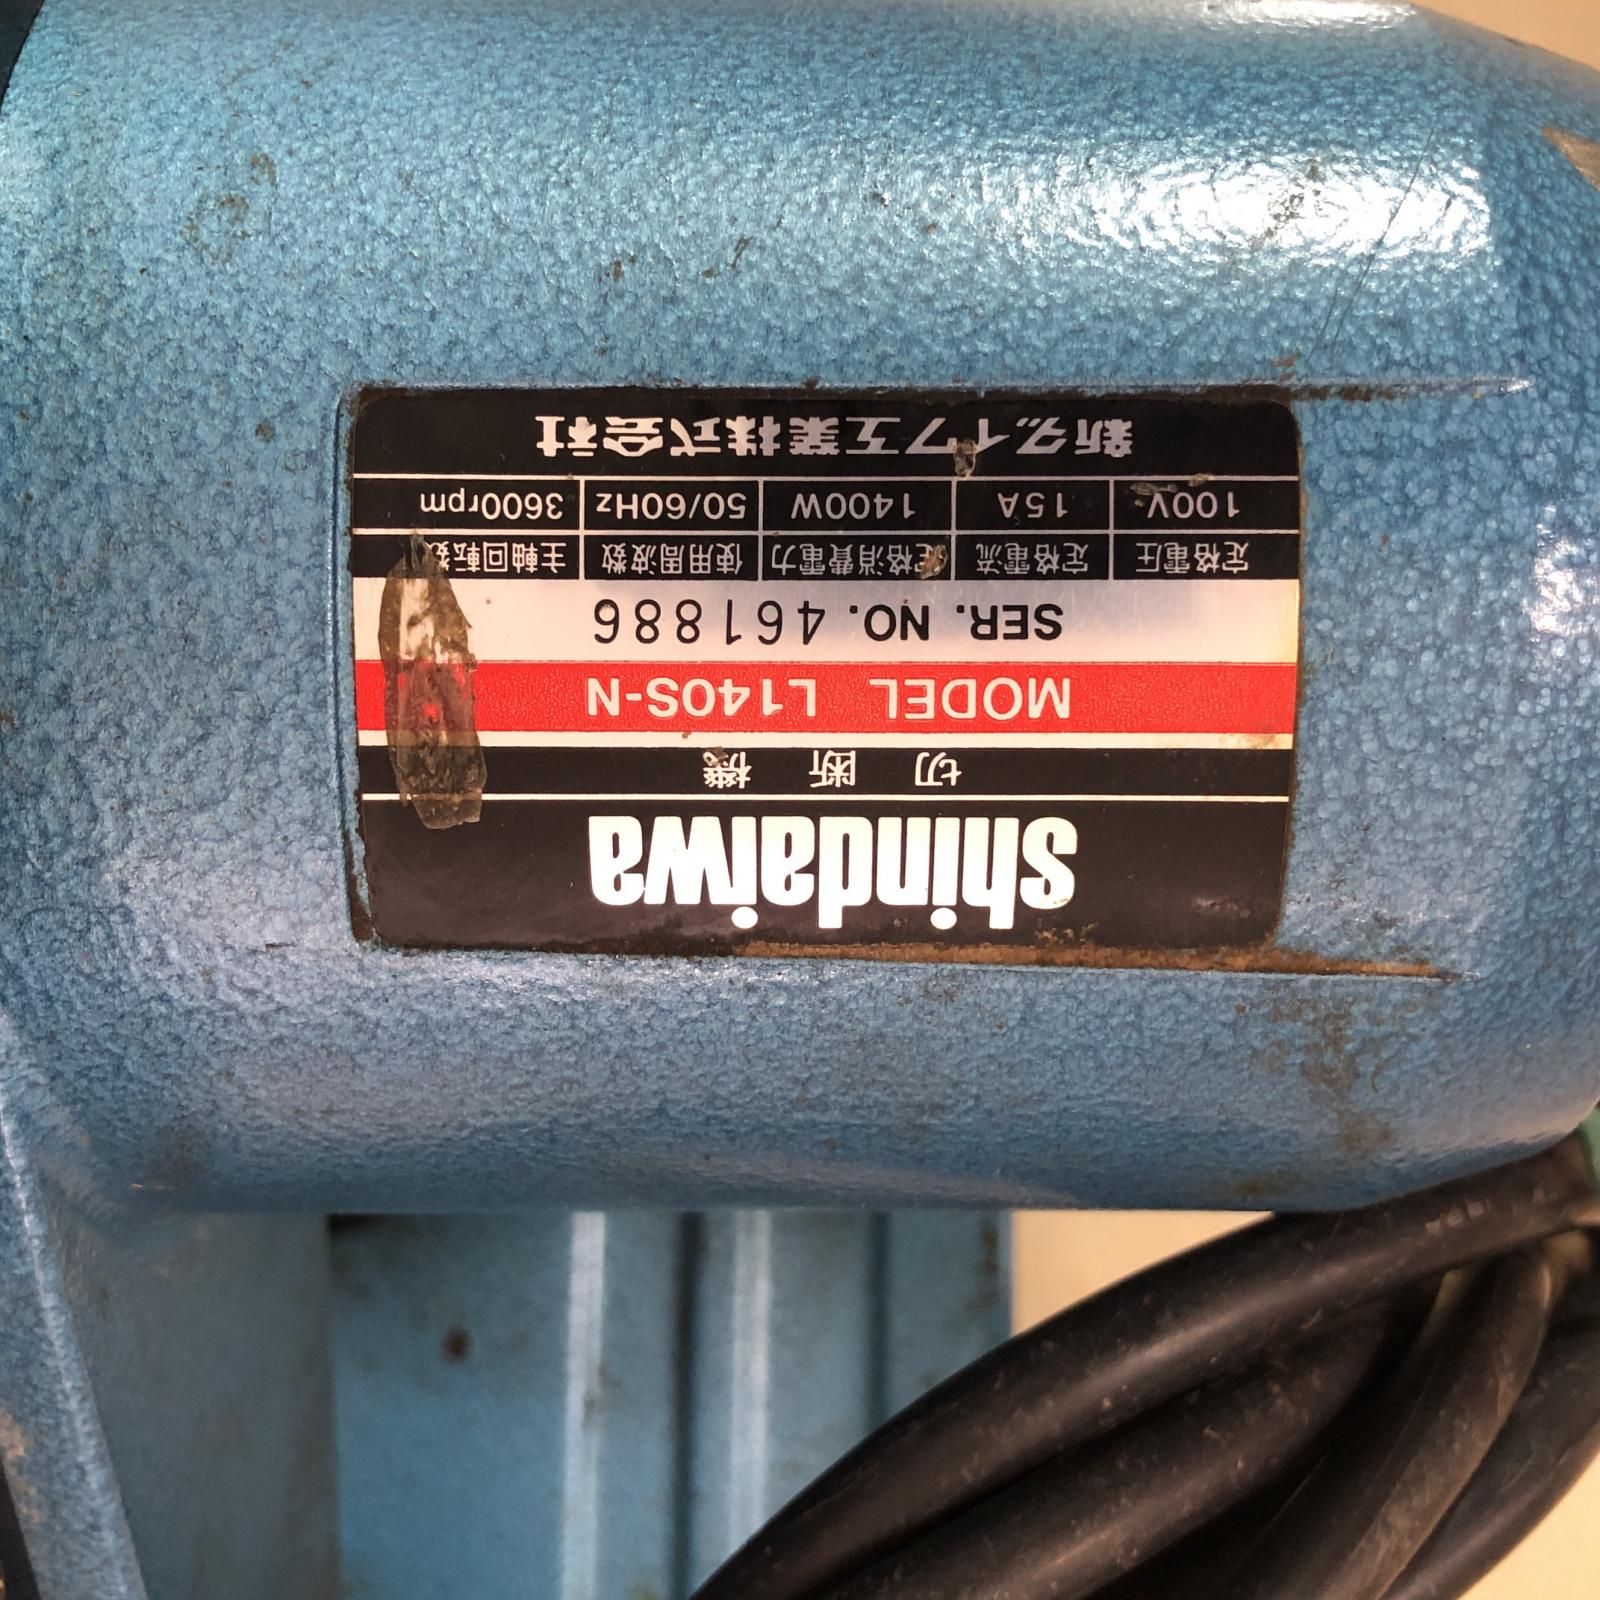 shindaiwa
切断機
MODEL L140S-N
SER. NO. 461886
定格電圧 定格電流 定格消費電力 使用周波数 主軸回転数
100V 15A 1400W 50/60Hz 3600rpm
新ダイワ工業株式会社